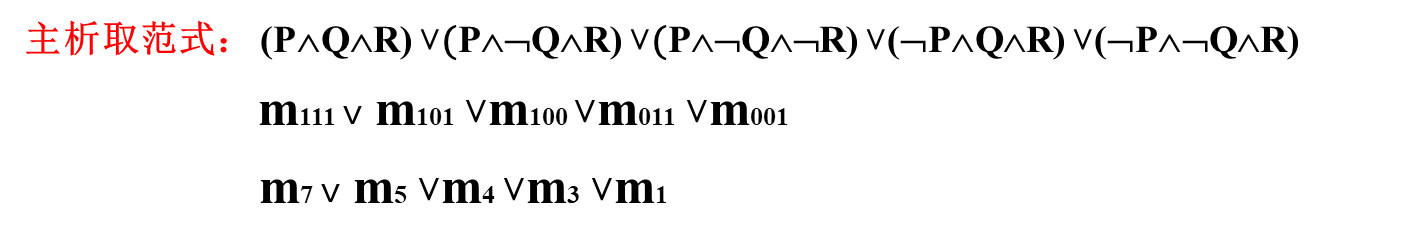 主析取范式：(P∧Q∧R)∨(P∧¬Q∧R)∨(P∧¬Q∧¬R)∨(¬P∧Q∧R)∨(¬P∧¬Q∧R)
m₁₁₁∨ m₁₀₁ ∨m₁₀₀∨m₀₁₁ ∨m₀₀₁
m₇∨ m₅ ∨m₄∨m₃ ∨m₁